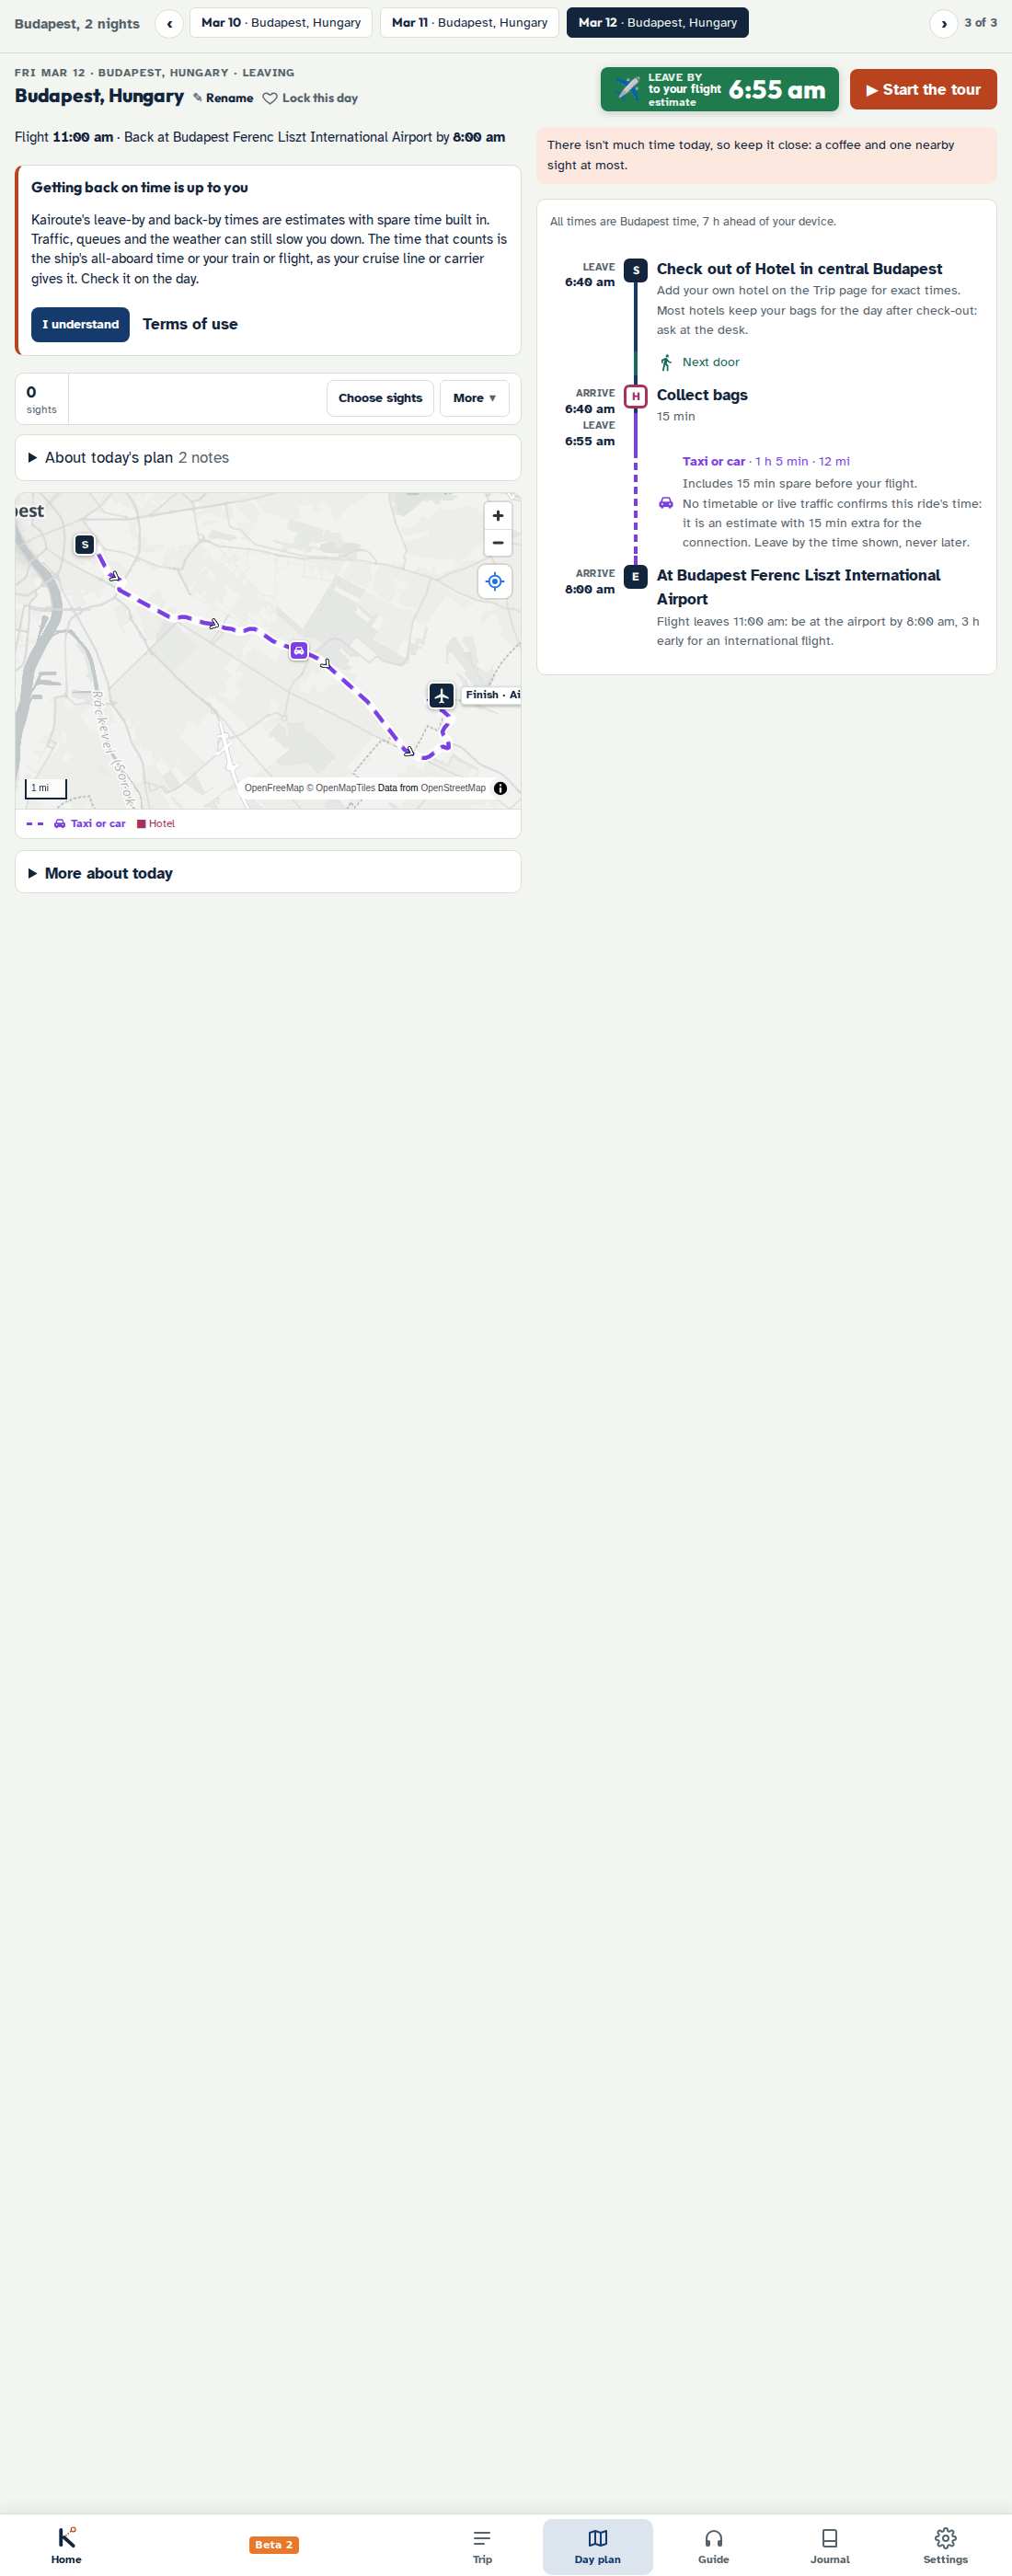 Budapest, 2 nights
‹
Mar 10 · Budapest, Hungary
Mar 11 · Budapest, Hungary
Mar 12 · Budapest, Hungary
›
3 of 3
FRI MAR 12 · BUDAPEST, HUNGARY · LEAVING
Budapest, Hungary
✎ Rename
Lock this day
LEAVE BY
to your flight
estimate
6:55 am
▶ Start the tour
Flight 11:00 am · Back at Budapest Ferenc Liszt International Airport by 8:00 am
Getting back on time is up to you
Kairoute's leave-by and back-by times are estimates with spare time built in.
Traffic, queues and the weather can still slow you down. The time that counts is
the ship's all-aboard time or your train or flight, as your cruise line or carrier
gives it. Check it on the day.
I understand
Terms of use
0
sights
Choose sights
More ▼
▶ About today's plan 2 notes
pest
S
+
−
Finish · Ai
Ráckevei (Sorok
1 mi
OpenFreeMap © OpenMapTiles Data from OpenStreetMap
Taxi or car
Hotel
▶ More about today
There isn't much time today, so keep it close: a coffee and one nearby
sight at most.
All times are Budapest time, 7 h ahead of your device.
LEAVE
6:40 am
S
Check out of Hotel in central Budapest
Add your own hotel on the Trip page for exact times.
Most hotels keep your bags for the day after check-out:
ask at the desk.
Next door
ARRIVE
6:40 am
LEAVE
6:55 am
H
Collect bags
15 min
Taxi or car · 1 h 5 min · 12 mi
Includes 15 min spare before your flight.
No timetable or live traffic confirms this ride's time:
it is an estimate with 15 min extra for the
connection. Leave by the time shown, never later.
ARRIVE
8:00 am
E
At Budapest Ferenc Liszt International
Airport
Flight leaves 11:00 am: be at the airport by 8:00 am, 3 h
early for an international flight.
Home
Beta 2
Trip
Day plan
Guide
Journal
Settings